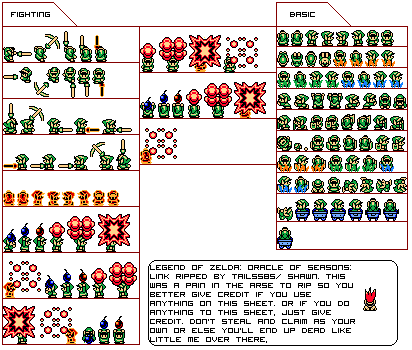 FIGHTING
BASIC
LEGEND OF ZELDA: ORACLE OF SEASONS:
LINK RIPPED BY TAILS585/ SHAWN. THIS
WAS A PAIN IN THE ARSE TO RIP SO YOU
BETTER GIVE CREDIT IF YOU USE
ANYTHING ON THIS SHEET. OR IF YOU DO
ANYTHING TO THIS SHEET, JUST GIVE
CREDIT. DON'T STEAL AND CLAIM AS YOUR
OWN OR ELSE YOU'LL END UP DEAD LIKE
LITTLE ME OVER THERE,